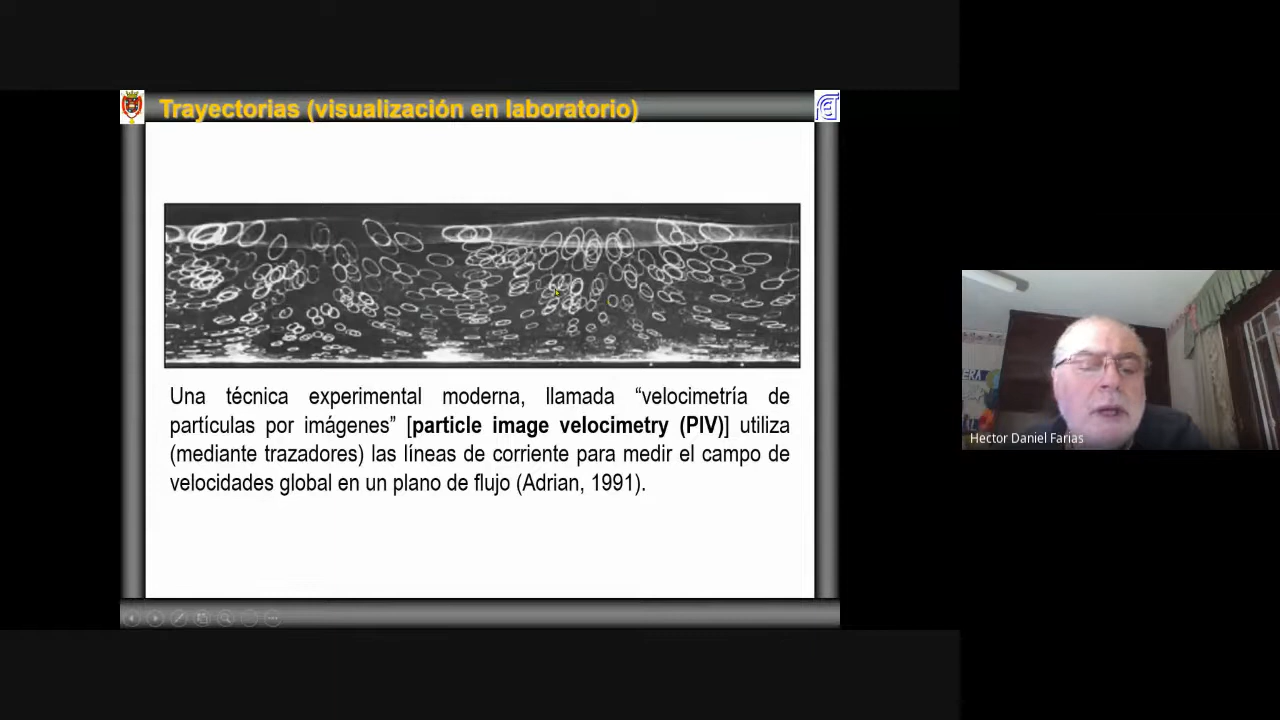 Trayectorias (visualización en laboratorio)
Una técnica experimental moderna, llamada “velocimetría de
partículas por imágenes” [particle image velocimetry (PIV)] utiliza
(mediante trazadores) las líneas de corriente para medir el campo de
velocidades global en un plano de flujo (Adrian, 1991).
Hector Daniel Farias